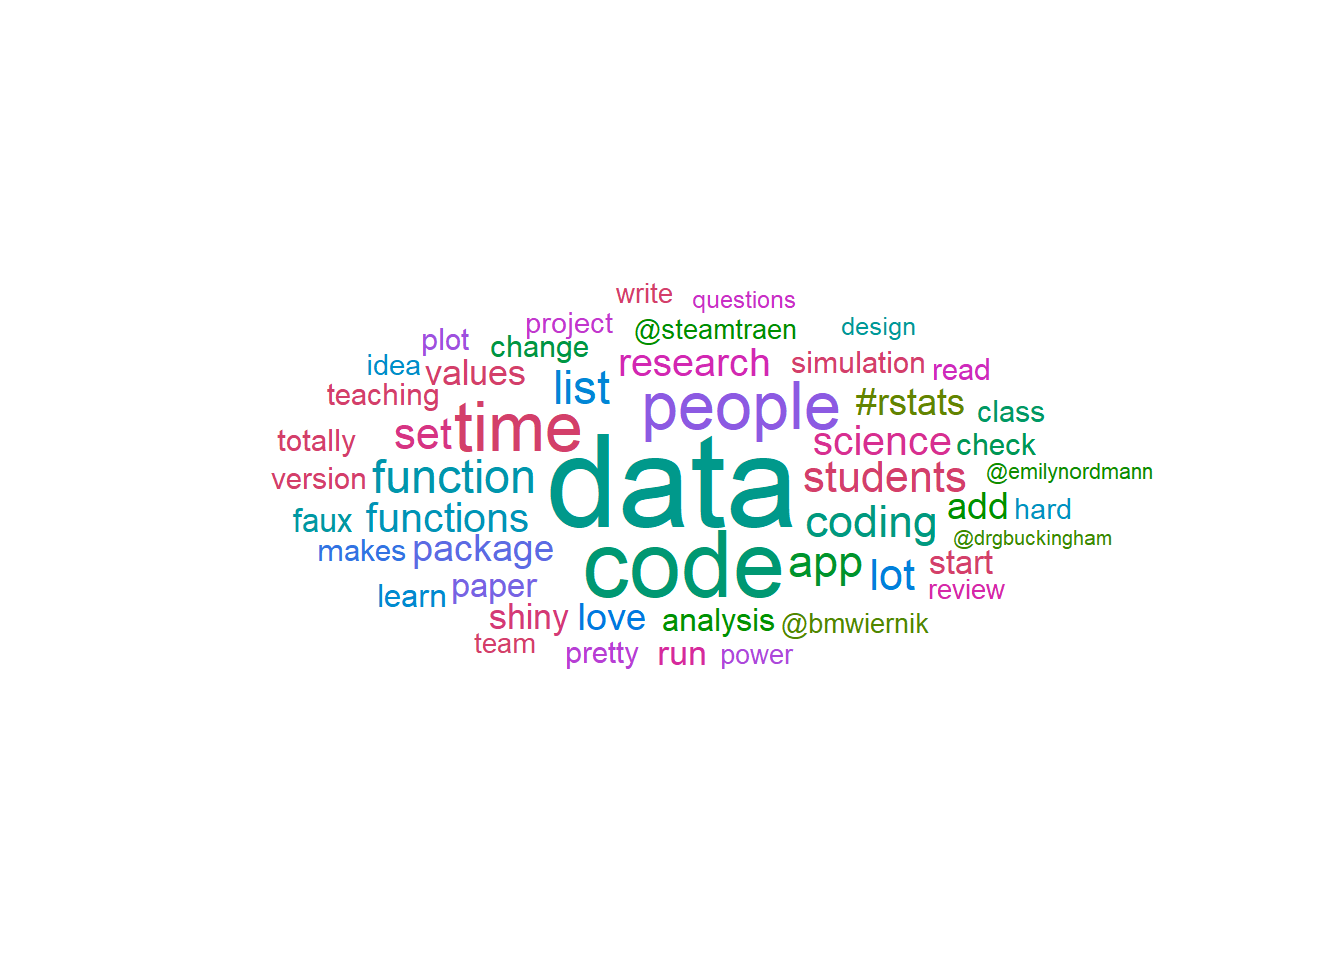 write
questions
project
@steamtraen
design
plot
change
research
simulation
read
idea
values
list
people
#rstats
class
teaching
time
totally
set
science
check
data
students
@emilynordmann
version
function
add
hard
faux
functions
coding
@drgbuckingham
makes
package
code
app
lot
start
learn
paper
review
shiny
love
analysis
@bmwiernik
team
pretty
run
power